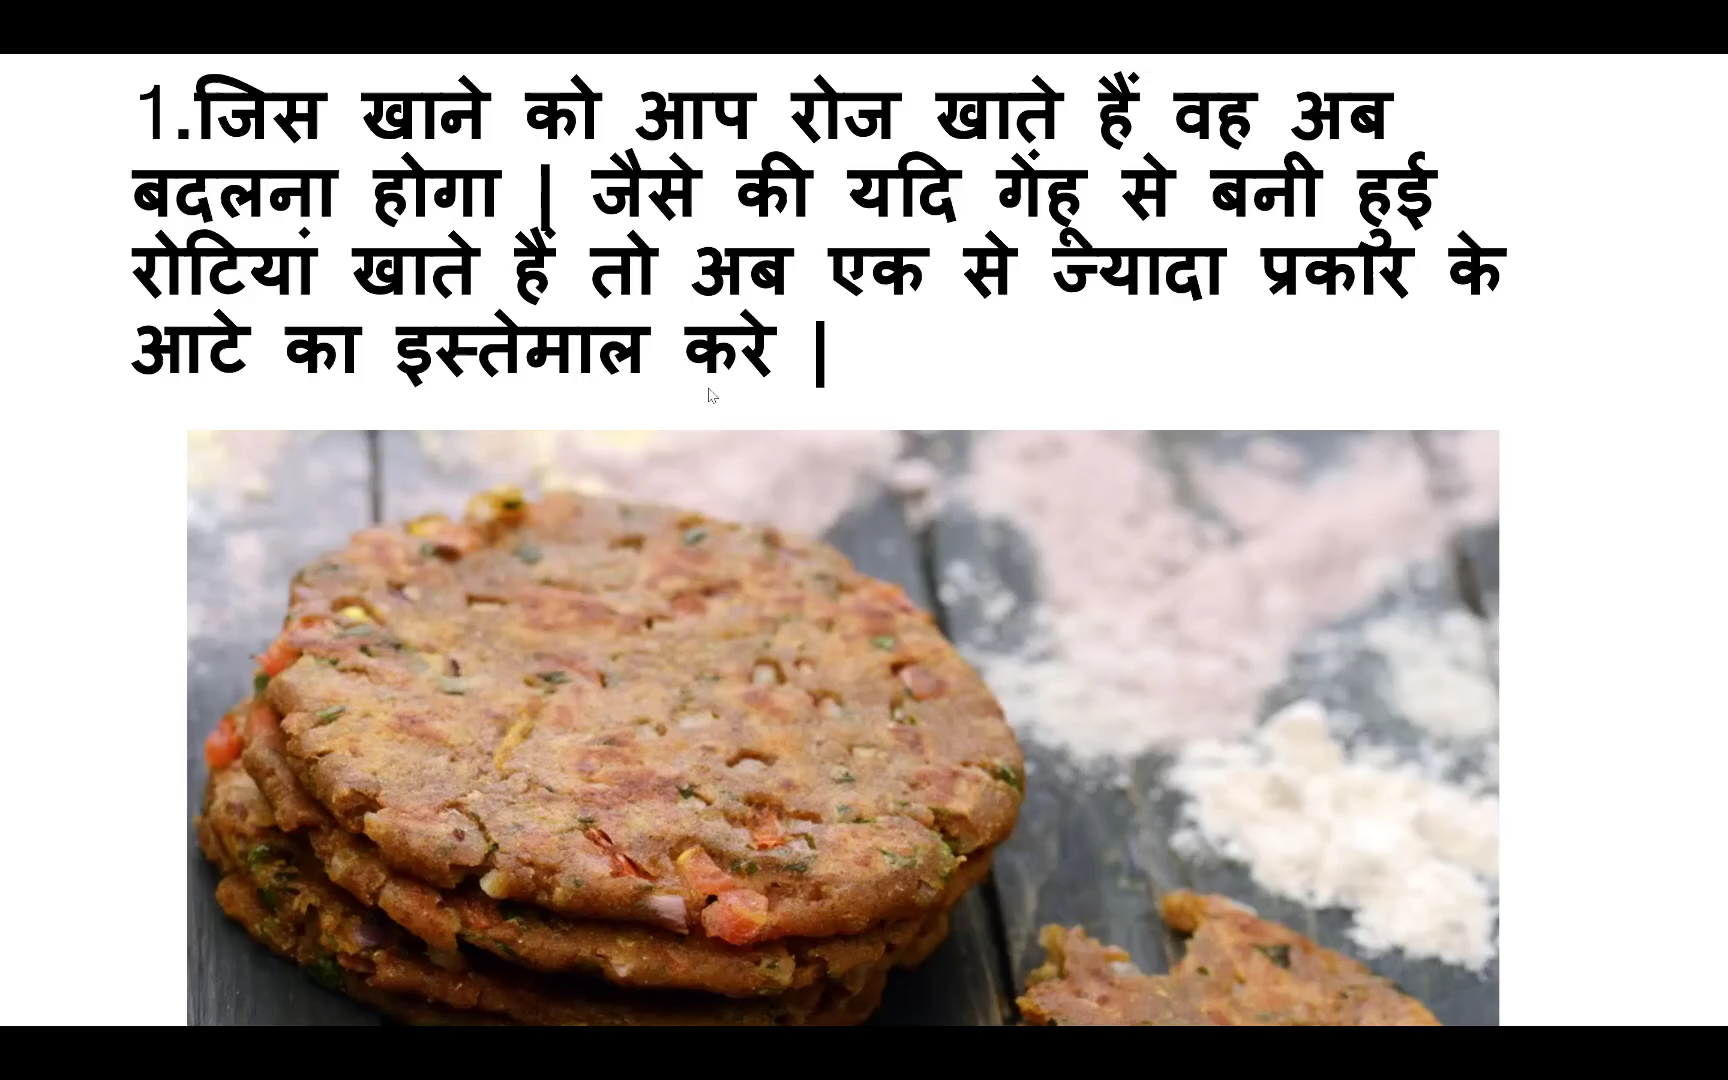 1.जिस खाने को आप रोज खाते हैं वह अब
बदलना होगा | जैसे की यदि गेंहू से बनी हुई
रोटियां खाते हैं तो अब एक से ज्यादा प्रकार के
आटे का इस्तेमाल करे |